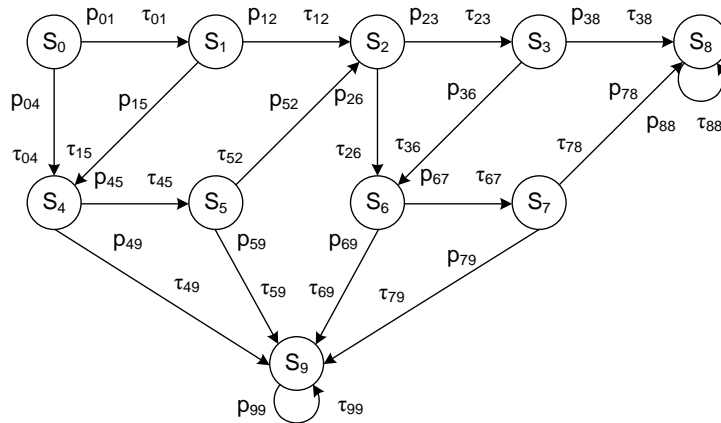 p01 τ01 p12 τ12 p23 τ23 p38 τ38
S0 S1 S2 S3 S8
p04 p15 p52 p26 p36 p78
p88 τ88
τ04 τ15 τ52 τ26 τ36 τ78
p45 τ45 p67 τ67
S4 S5 S6 S7
p49 p59 p69 p79
τ49 τ59 τ69 τ79
S9
p99 τ99